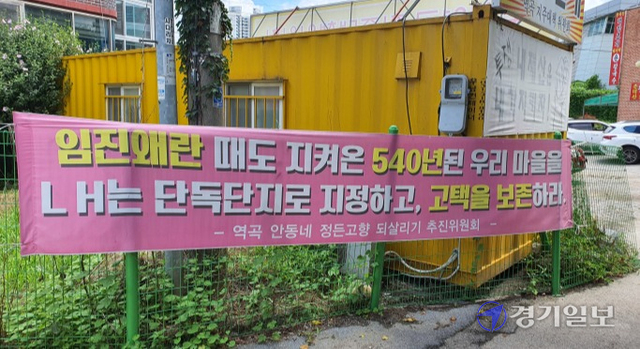 임진왜란 때도 지켜온 540년된 우리 마을을
LH는 단독단지로 지정하고, 고택을 보존하라.
- 역곡 안동네 정든고향 되살리기 추진위원회 -
경기일보